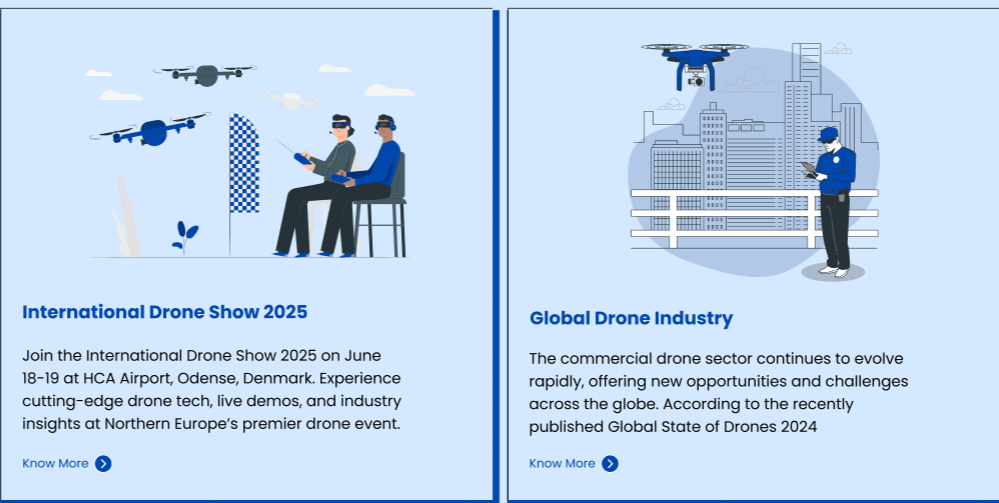 International Drone Show 2025
Join the International Drone Show 2025 on June
18-19 at HCA Airport, Odense, Denmark. Experience
cutting-edge drone tech, live demos, and industry
insights at Northern Europe's premier drone event.
Know More
Global Drone Industry
The commercial drone sector continues to evolve
rapidly, offering new opportunities and challenges
across the globe. According to the recently
published Global State of Drones 2024
Know More